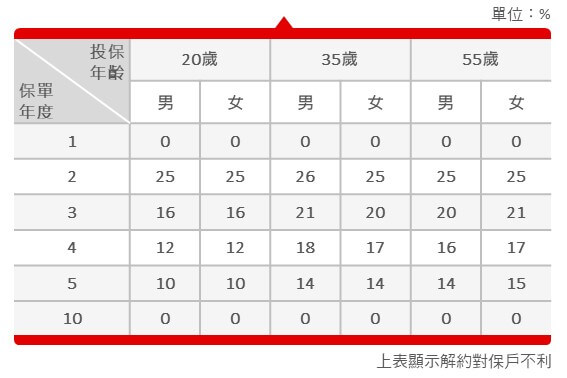 單位：%
投保
年齡
保單
年度
20歲 35歲 55歲
男 女 男 女 男 女
1 0 0 0 0 0 0
2 25 25 26 25 25 25
3 16 16 21 20 20 21
4 12 12 18 17 16 17
5 10 10 14 14 14 15
10 0 0 0 0 0 0
上表顯示解約對保戶不利